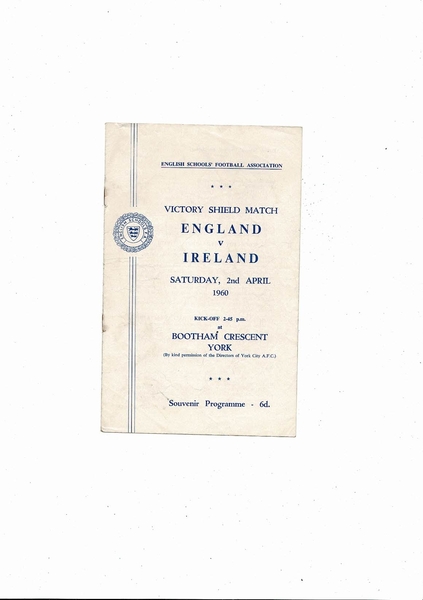 ENGLISH SCHOOLS' FOOTBALL ASSOCIATION
* * *
VICTORY SHIELD MATCH
ENGLAND
v
IRELAND
SATURDAY, 2nd APRIL
1960
KICK-OFF 2-45 p.m.
at
BOOTHAM CRESCENT
YORK
(By kind permission of the Directors of York City A.F.C.)
* * *
Souvenir Programme - 6d.